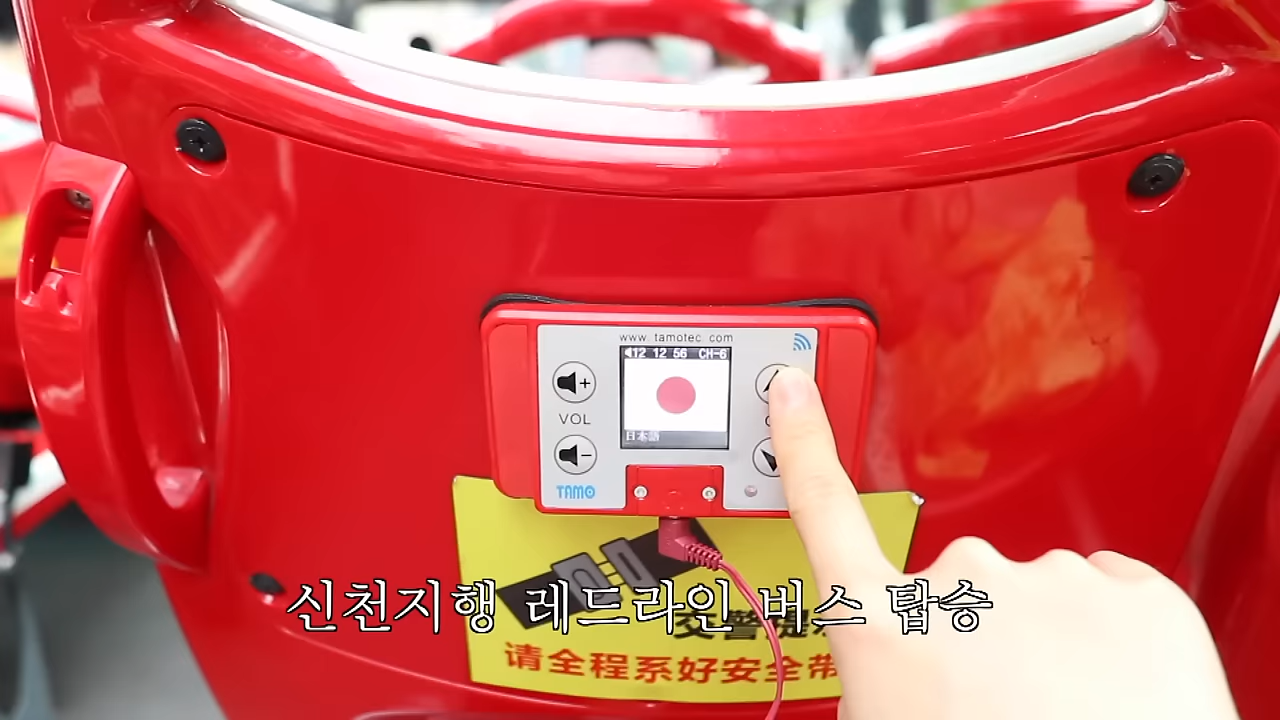 www tamotec com
12 12 56 CH-6
VOL
日本語
TAMO
신천지행 레드라인 버스 탑승
交警提
请全程系好安全带